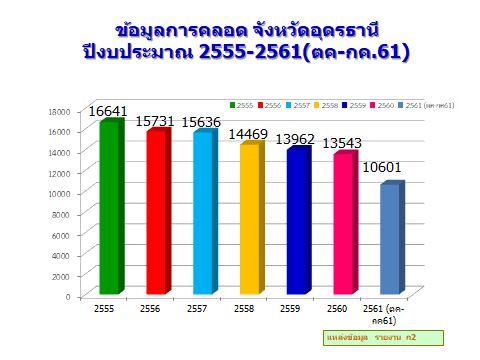 ข้อมูลการคลอด จังหวัดอุดรธานี
ปีงบประมาณ 2555-2561(ตค-กค.61)
2555 2556 2557 2558 2559 2560 2561 (ตค-กค61)
18000
16000
14000
12000
10000
8000
6000
4000
2000
0
16641
15731
15636
14469
13962
13543
10601
2555 2556 2557 2558 2559 2560 2561 (ตค-
กค61)
แหล่งข้อมูล รายงาน ก2